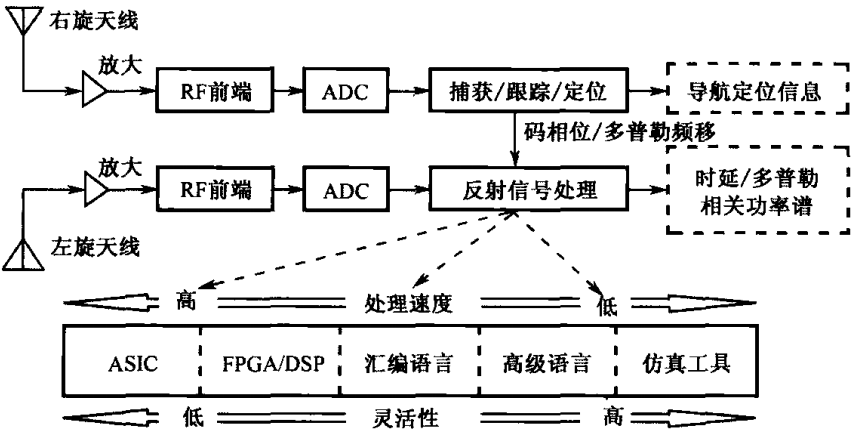 右旋天线
放大
RF前端
ADC
捕获/跟踪/定位
导航定位信息
码相位/多普勒频移
放大
RF前端
ADC
反射信号处理
时延/多普勒
相关功率谱
左旋天线
高
处理速度
低
ASIC
FPGA/DSP
汇编语言
高级语言
仿真工具
低
灵活性
高